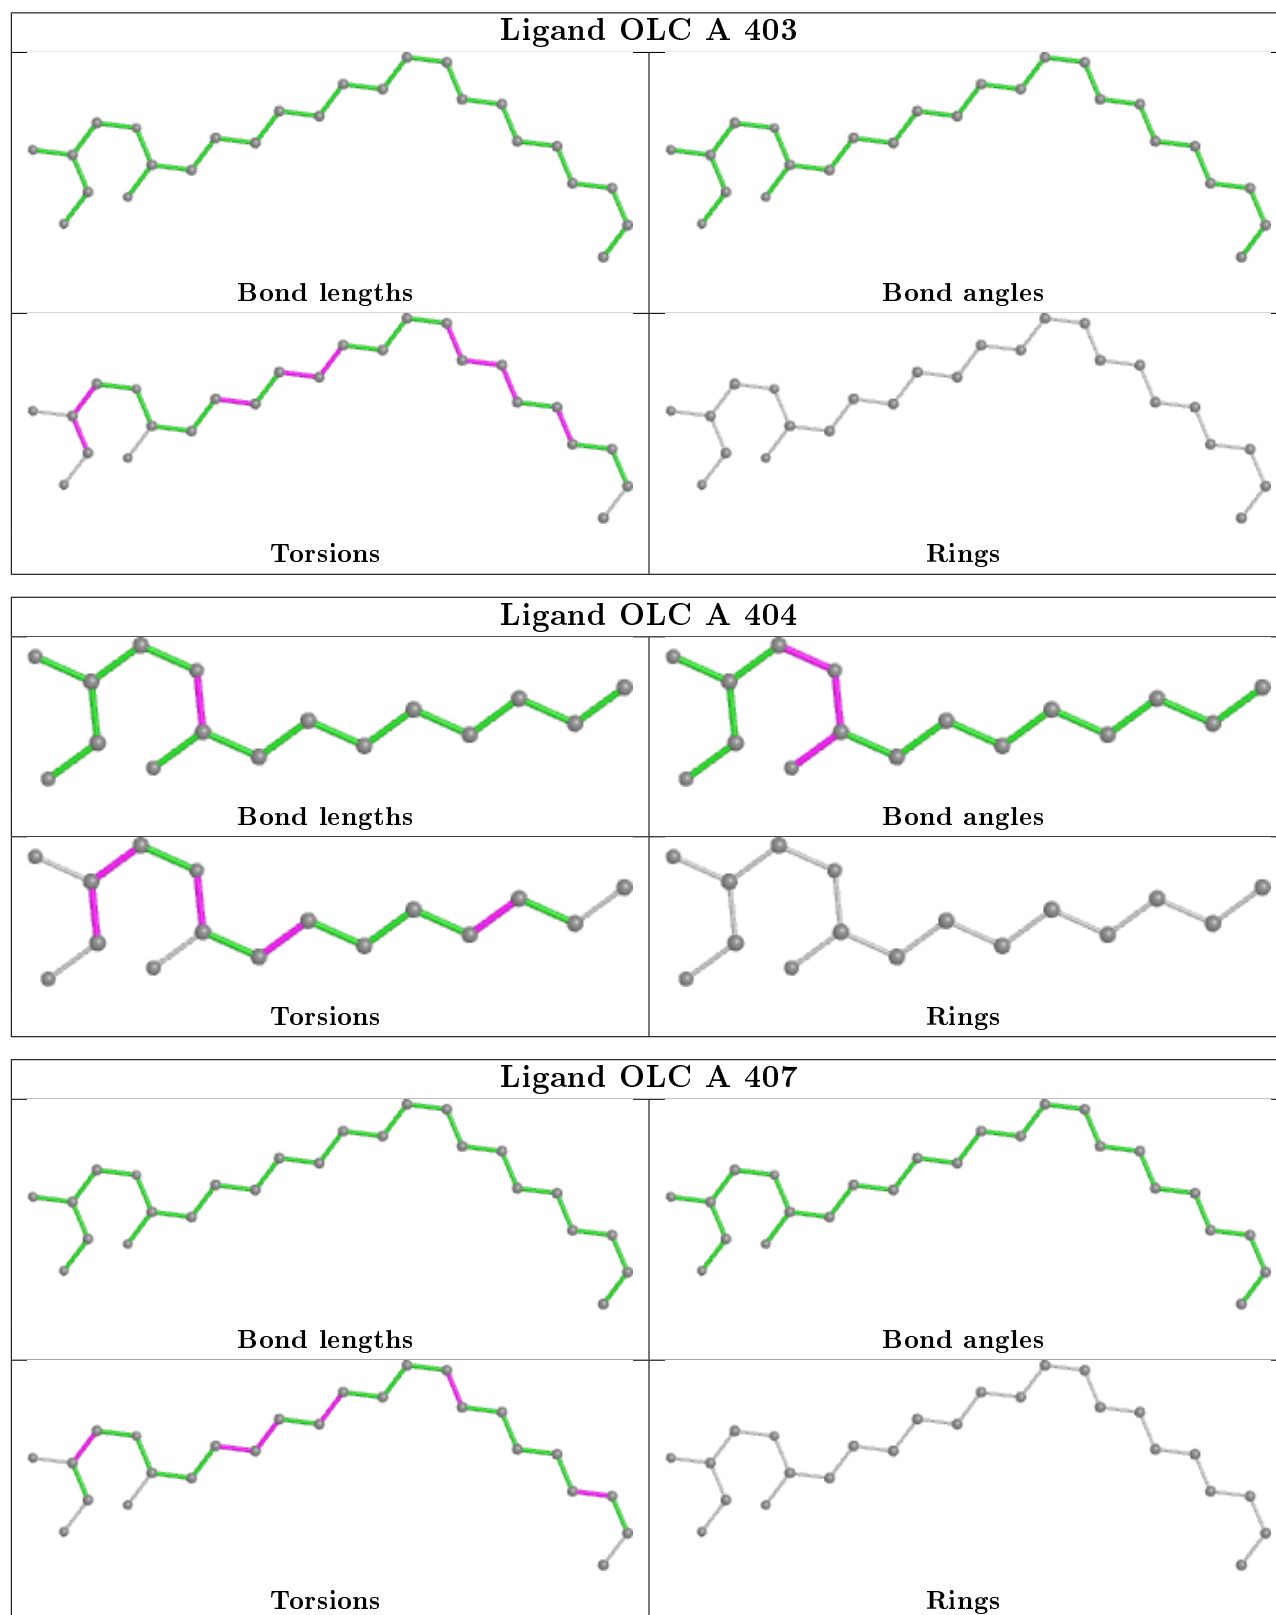 Ligand OLC A 403
Bond lengths
Bond angles
Torsions
Rings
Ligand OLC A 404
Bond lengths
Bond angles
Torsions
Rings
Ligand OLC A 407
Bond lengths
Bond angles
Torsions
Rings